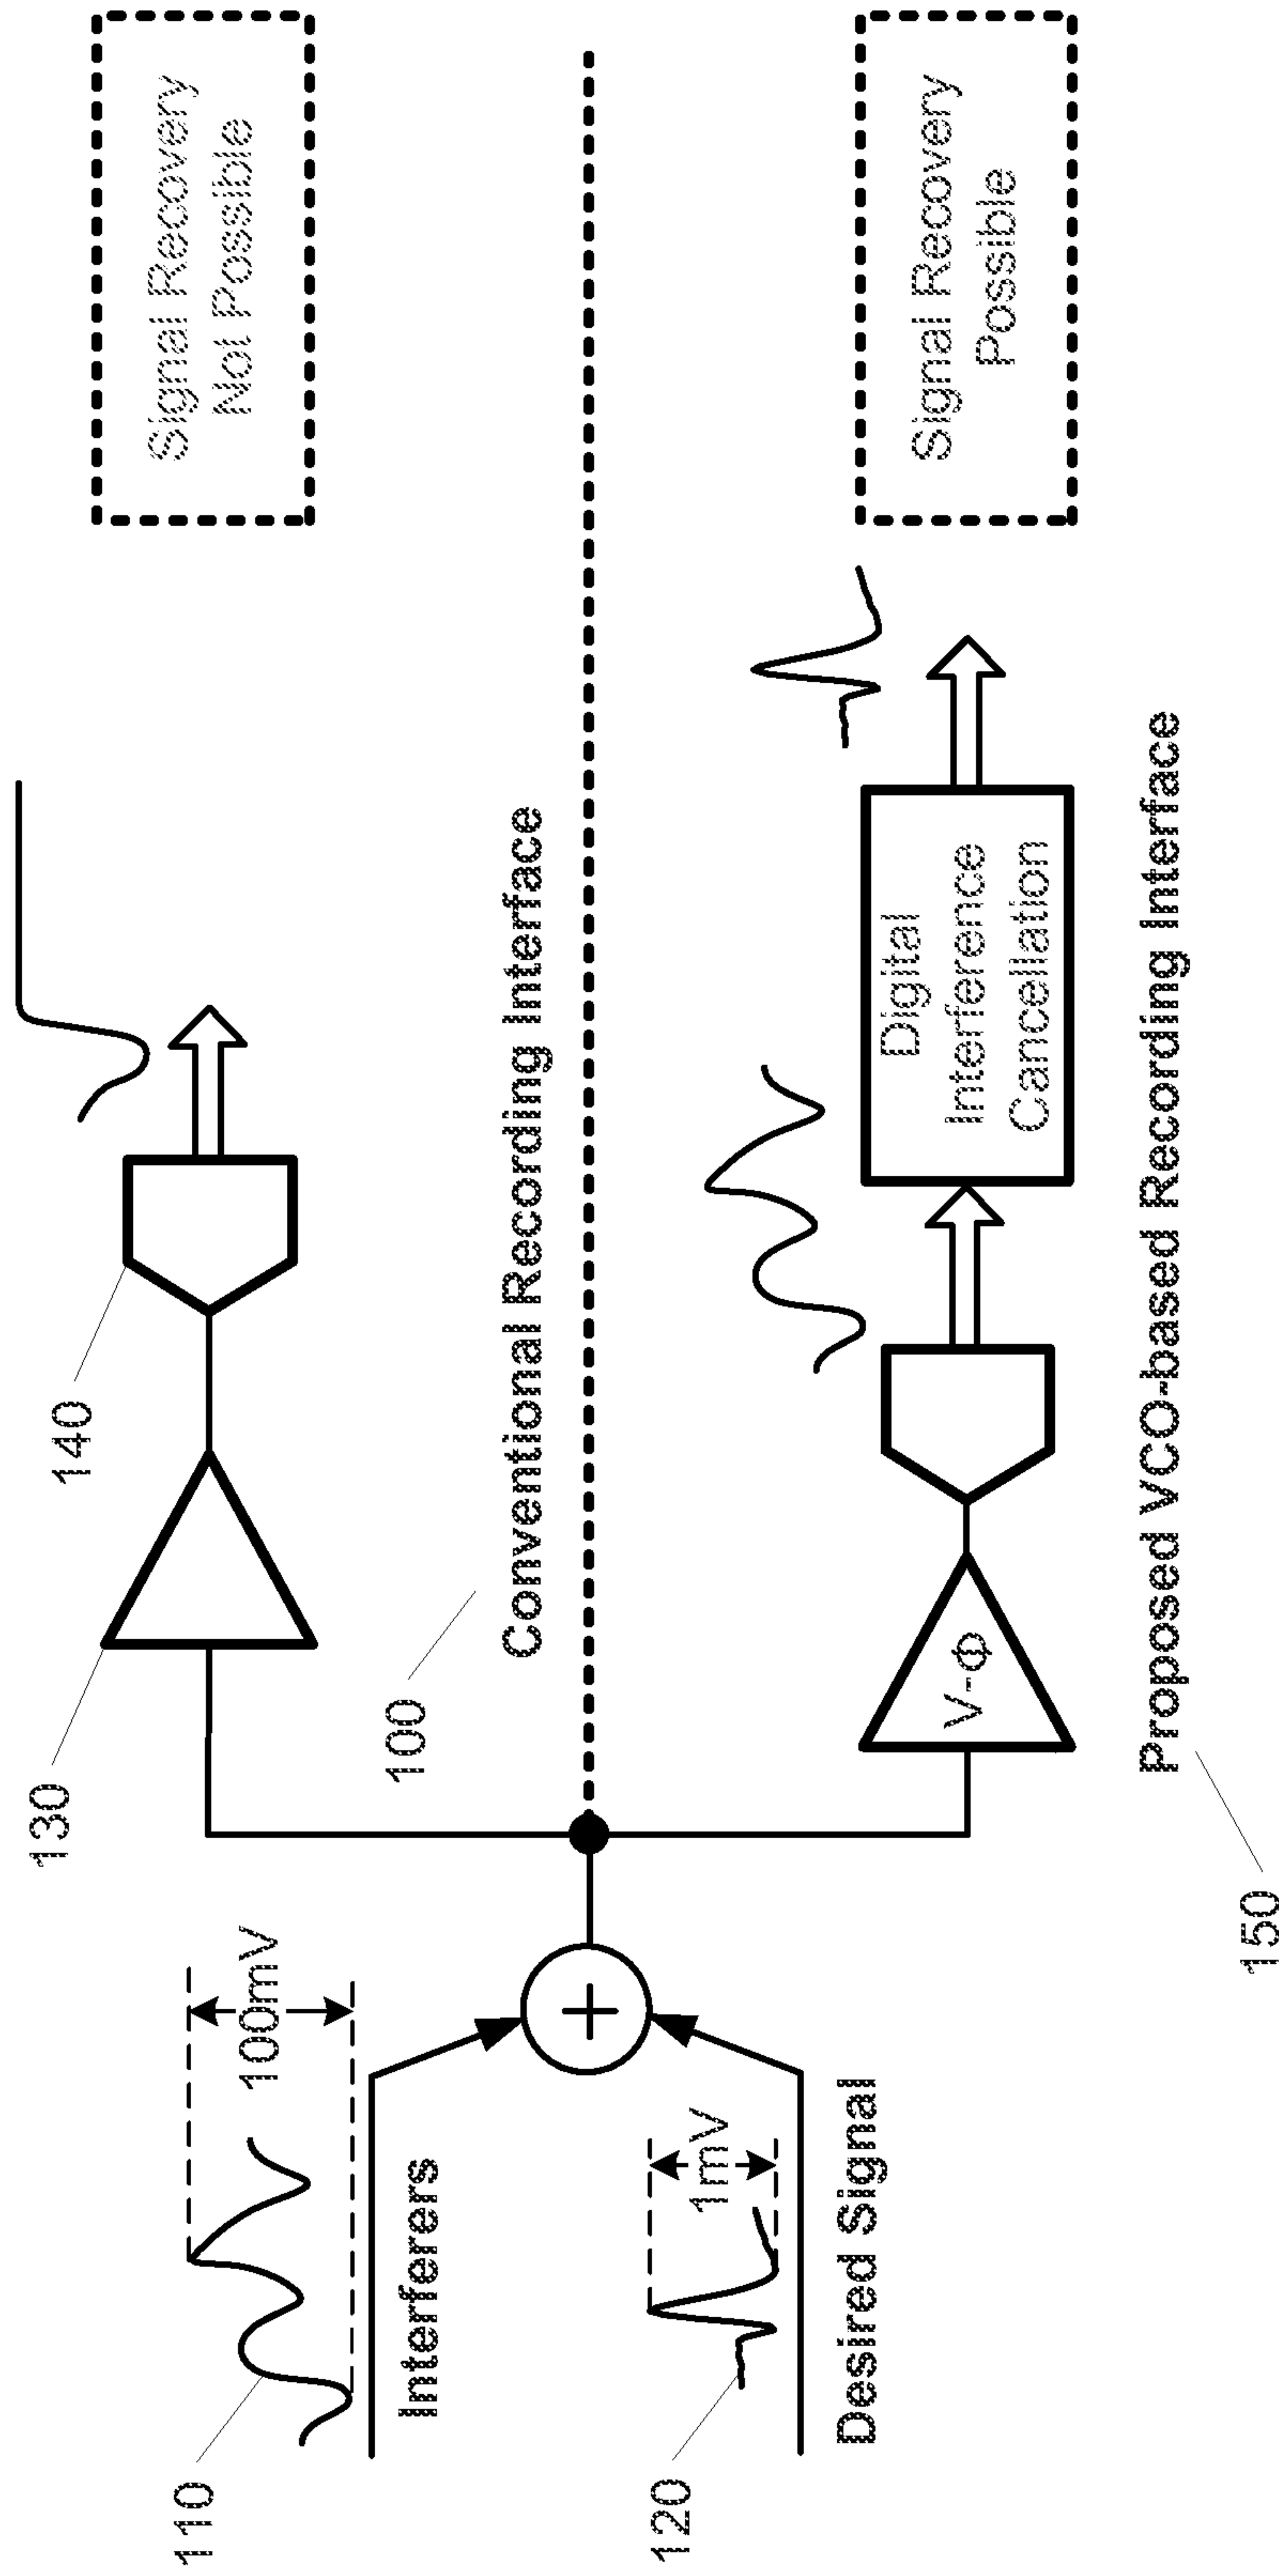 110
100mV
Interferers
120
1mV
Desired Signal
+
130
140
100
Conventional Recording Interface
Signal Recovery
Not Possible
V-Φ
Digital
Interference
Cancellation
Proposed VCO-based Recording Interface
150
Signal Recovery
Possible